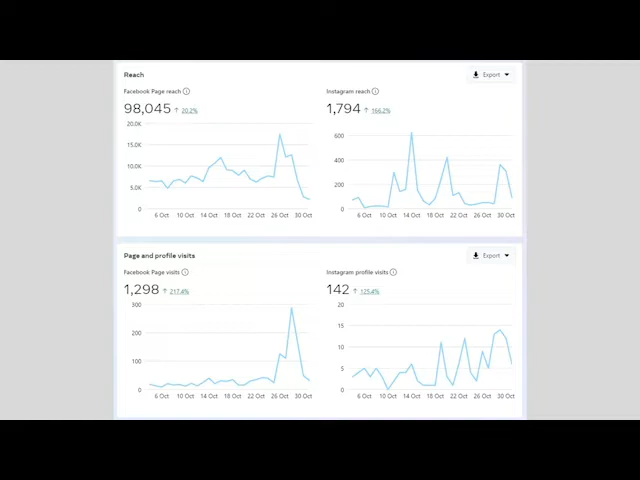 Reach
Export
Facebook Page reach
Instagram reach
98,045 ↑ 20.2%
1,794 ↑ 166.2%
20.0K
15.0K
10.0K
5.0K
0
600
400
200
0
6 Oct 10 Oct 14 Oct 18 Oct 22 Oct 26 Oct 30 Oct
6 Oct 10 Oct 14 Oct 18 Oct 22 Oct 26 Oct 30 Oct
Page and profile visits
Export
Facebook Page visits
Instagram profile visits
1,298 ↑ 217.4%
142 ↑ 125.4%
300
200
100
0
20
15
10
5
0
6 Oct 10 Oct 14 Oct 18 Oct 22 Oct 26 Oct 30 Oct
6 Oct 10 Oct 14 Oct 18 Oct 22 Oct 26 Oct 30 Oct